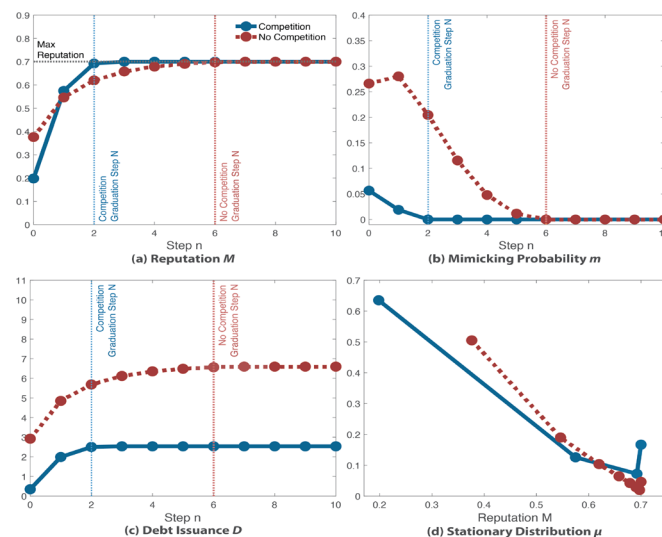 0.9
0.8
0.7
0.6
0.5
0.4
0.3
0.2
0.1
0
Max
Reputation
Competition
No Competition
Competition
Graduation Step N
No Competition
Graduation Step N
0 2 4 6 8 10
Step n
(a) Reputation M
0.4
0.35
0.3
0.25
0.2
0.15
0.1
0.05
0
Competition
Graduation Step N
No Competition
Graduation Step N
0 2 4 6 8
Step n
(b) Mimicking Probability m
11
10
9
8
7
6
5
4
3
2
1
0
Competition
Graduation Step N
No Competition
Graduation Step N
0 2 4 6 8 10
Step n
(c) Debt Issuance D
0.7
0.6
0.5
0.4
0.3
0.2
0.1
0
0.2 0.3 0.4 0.5 0.6 0.7
Reputation M
(d) Stationary Distribution μ